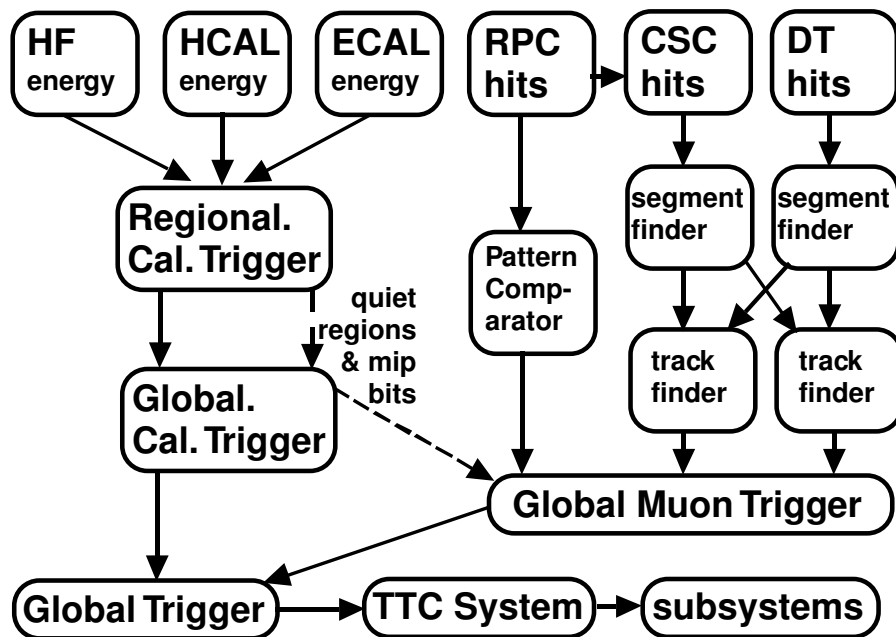 HF
energy
HCAL
energy
ECAL
energy
RPC
hits
CSC
hits
DT
hits
Regional.
Cal. Trigger
segment
finder
segment
finder
Pattern
Comp-
arator
quiet
regions
& mip
bits
track
finder
track
finder
Global.
Cal. Trigger
Global Muon Trigger
Global Trigger
TTC System
subsystems